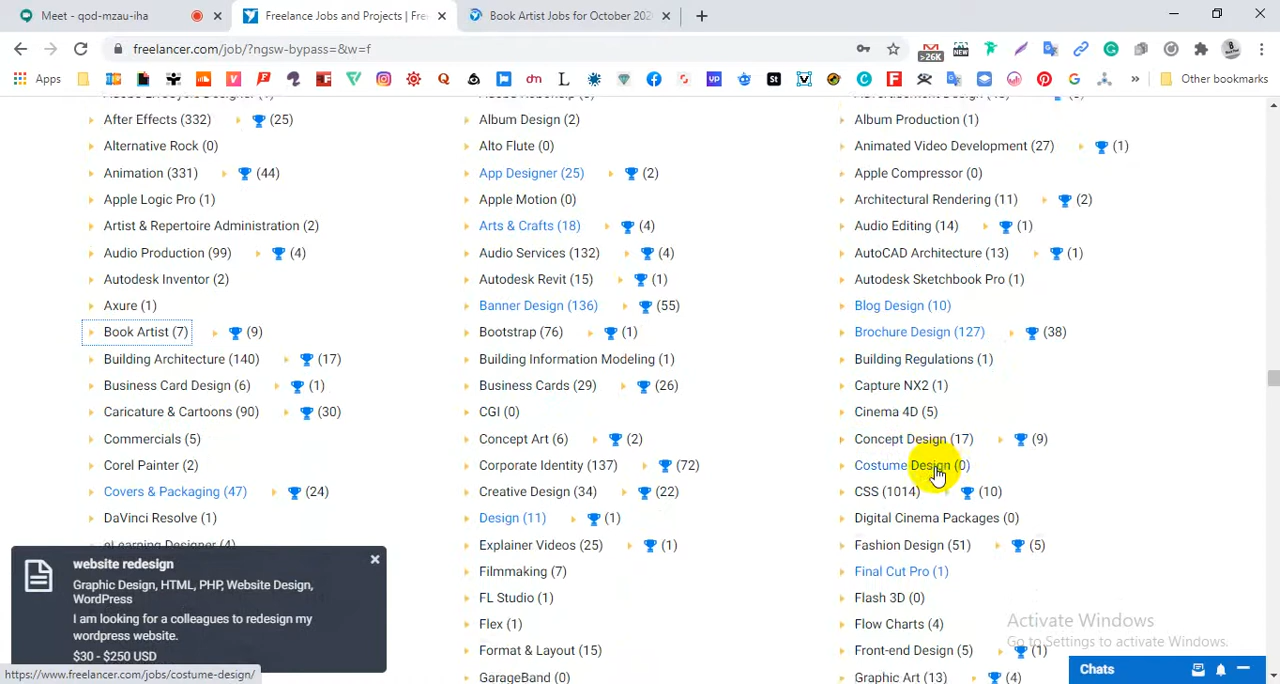 Meet - qod-mzau-iha
Freelance Jobs and Projects | Fre
Book Artist Jobs for October 202
freelancer.com/job/?ngsw-bypass=&w=f
>26K
NEW
Apps
dm
L
UP
St
»
Other bookmarks
After Effects (332) (25)
Album Design (2)
Album Production (1)
Alternative Rock (0)
Alto Flute (0)
Animated Video Development (27) (1)
Animation (331) (44)
App Designer (25) (2)
Apple Compressor (0)
Apple Logic Pro (1)
Apple Motion (0)
Architectural Rendering (11) (2)
Artist & Repertoire Administration (2)
Arts & Crafts (18) (4)
Audio Editing (14) (1)
Audio Production (99) (4)
Audio Services (132) (4)
AutoCAD Architecture (13) (1)
Autodesk Inventor (2)
Autodesk Revit (15) (1)
Autodesk Sketchbook Pro (1)
Axure (1)
Banner Design (136) (55)
Blog Design (10)
Book Artist (7) (9)
Bootstrap (76) (1)
Brochure Design (127) (38)
Building Architecture (140) (17)
Building Information Modeling (1)
Building Regulations (1)
Business Card Design (6) (1)
Business Cards (29) (26)
Capture NX2 (1)
Caricature & Cartoons (90) (30)
CGI (0)
Cinema 4D (5)
Commercials (5)
Concept Art (6) (2)
Concept Design (17) (9)
Corel Painter (2)
Corporate Identity (137) (72)
Costume Design (0)
Covers & Packaging (47) (24)
Creative Design (34) (22)
CSS (1014) (10)
DaVinci Resolve (1)
Design (11) (1)
Digital Cinema Packages (0)
eLearning Designer (4)
Explainer Videos (25) (1)
Fashion Design (51) (5)
Filmmaking (7)
Final Cut Pro (1)
FL Studio (1)
Flash 3D (0)
Flex (1)
Flow Charts (4)
Format & Layout (15)
Front-end Design (5) (1)
GarageBand (0)
Graphic Art (13) (4)
website redesign
Graphic Design, HTML, PHP, Website Design,
WordPress
I am looking for a colleagues to redesign my
wordpress website.
$30 - $250 USD
Activate Windows
Go to Settings to activate Windows.
Chats
https://www.freelancer.com/jobs/costume-design/